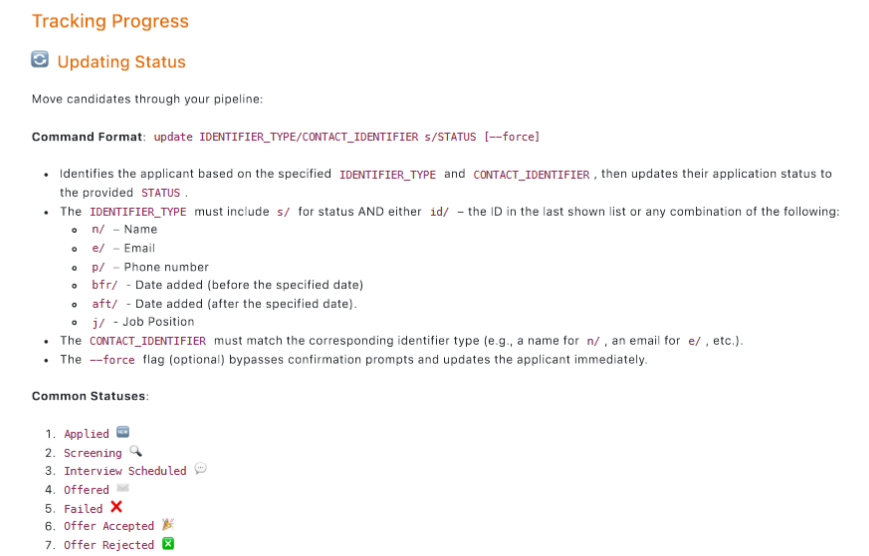 Tracking Progress
Updating Status
Move candidates through your pipeline:
Command Format: update IDENTIFIER_TYPE/CONTACT_IDENTIFIER s/STATUS [--force]
• Identifies the applicant based on the specified IDENTIFIER_TYPE and CONTACT_IDENTIFIER , then updates their application status to
the provided STATUS .
• The IDENTIFIER_TYPE must include s/ for status AND either id/ – the ID in the last shown list or any combination of the following:
n/ – Name
e/ – Email
p/ – Phone number
bfr/ - Date added (before the specified date)
aft/ - Date added (after the specified date).
j/ - Job Position
• The CONTACT_IDENTIFIER must match the corresponding identifier type (e.g., a name for n/ , an email for e/ , etc.).
• The --force flag (optional) bypasses confirmation prompts and updates the applicant immediately.
Common Statuses:
1. Applied
2. Screening
3. Interview Scheduled
4. Offered
5. Failed
6. Offer Accepted
7. Offer Rejected